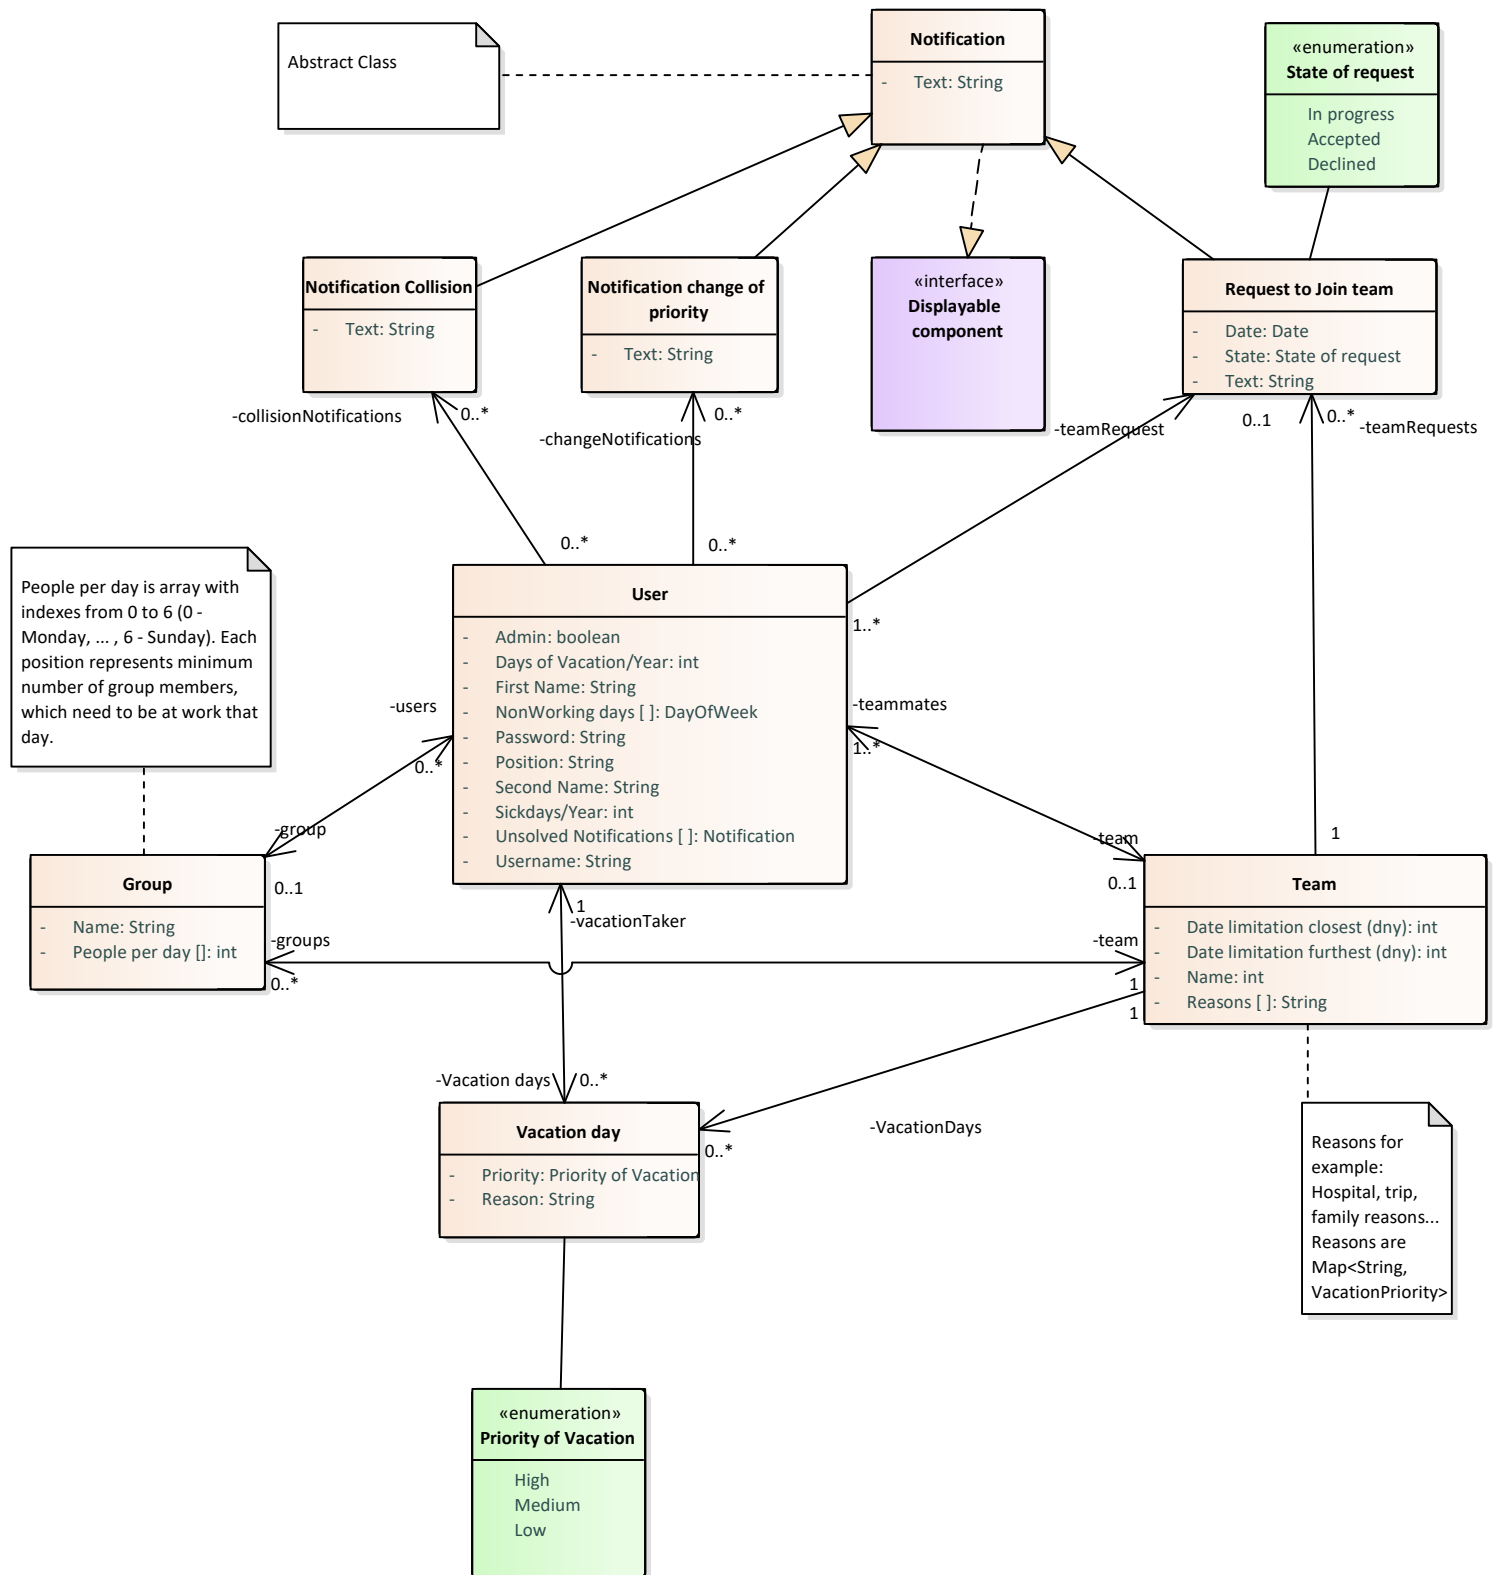 Abstract Class
Notification
- Text: String
«enumeration»
State of request
In progress
Accepted
Declined
Notification Collision
- Text: String
Notification change of
priority
- Text: String
«interface»
Displayable
component
Request to Join team
- Date: Date
- State: State of request
- Text: String
-collisionNotifications
0..*
-changeNotifications
0..*
-teamRequest
0..1
0..*
-teamRequests
0..*
0..*
People per day is array with
indexes from 0 to 6 (0 -
Monday, ... , 6 - Sunday). Each
position represents minimum
number of group members,
which need to be at work that
day.
User
- Admin: boolean
- Days of Vacation/Year: int
- First Name: String
- NonWorking days [ ]: DayOfWeek
- Password: String
- Position: String
- Second Name: String
- Sickdays/Year: int
- Unsolved Notifications [ ]: Notification
- Username: String
1..*
-users
0..*
-teammates
1..*
-group
0..1
-team
0..1
1
Group
- Name: String
- People per day []: int
-groups
0..*
1
-vacationTaker
-team
1
1
Team
- Date limitation closest (dny): int
- Date limitation furthest (dny): int
- Name: int
- Reasons [ ]: String
-Vacation days
0..*
Vacation day
- Priority: Priority of Vacation
- Reason: String
0..*
-VacationDays
Reasons for
example:
Hospital, trip,
family reasons...
Reasons are
Map<String,
VacationPriority>
«enumeration»
Priority of Vacation
High
Medium
Low